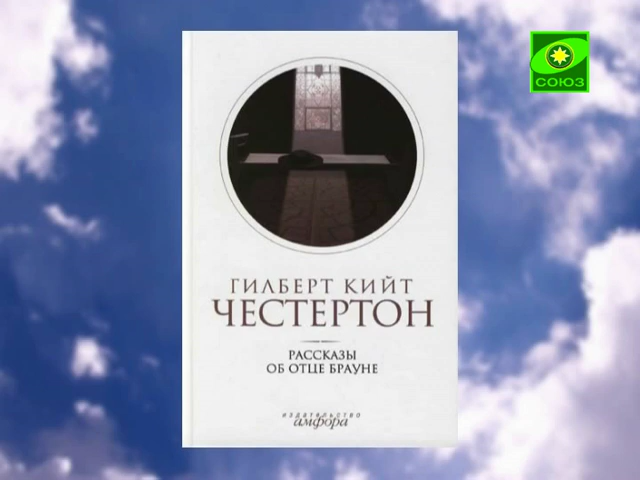 СОЮЗ
ГИЛБЕРТ КИЙТ
ЧЕСТЕРТОН
РАССКАЗЫ
ОБ ОТЦЕ БРАУНЕ
ИЗДАТЕЛЬСТВО
амфора